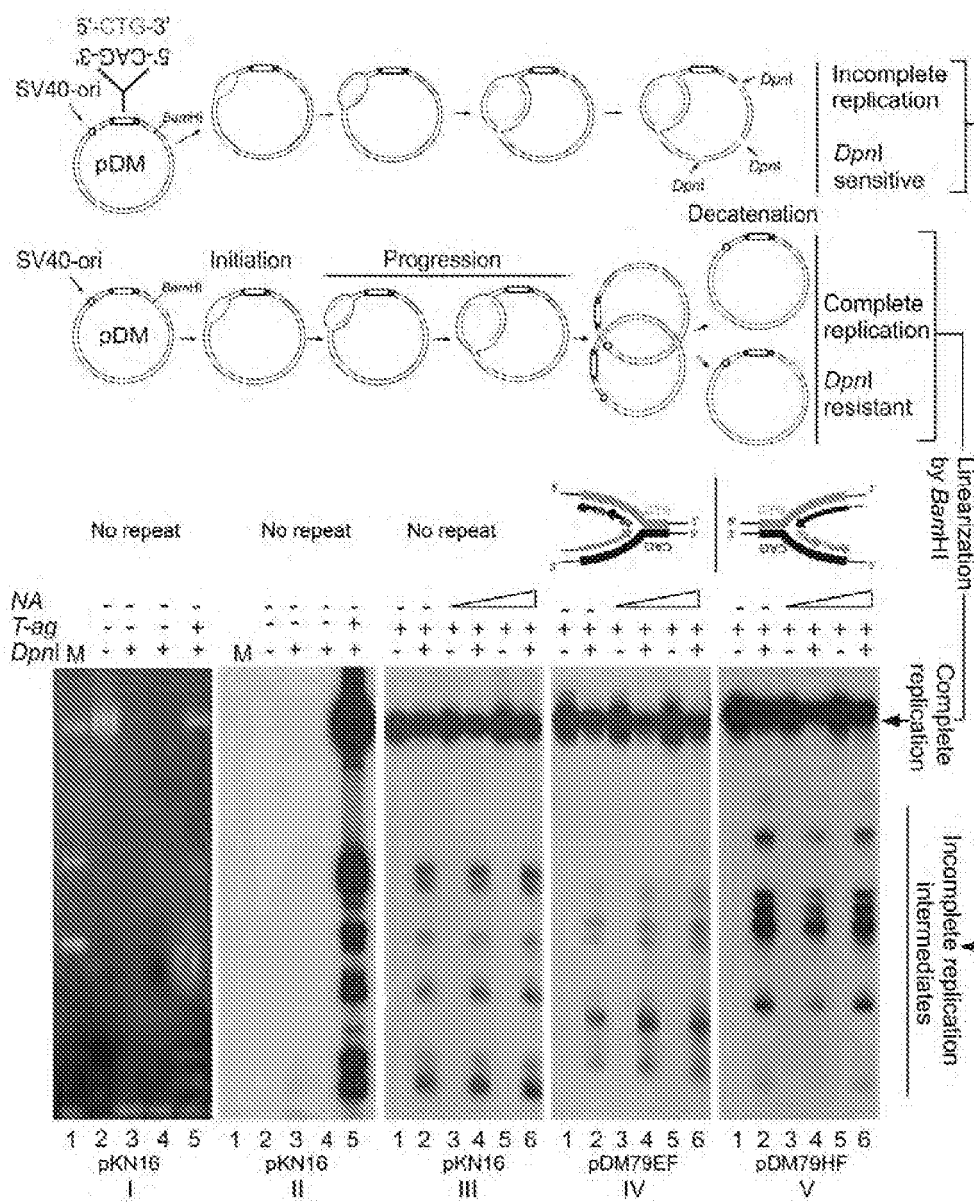 5'-CTG-3'
5'-CAG-3'
SV40-ori
BamHI
pDM
DpnI
DpnI
DpnI
Incomplete
replication
DpnI
sensitive
Decatenation
SV40-ori
BamHI
Initiation
Progression
pDM
Complete
replication
DpnI
resistant
Linearization
by BamHI
No repeat
No repeat
No repeat
CAG
CAG
NA - - - - - - - - - - - - - -
T-ag - - - + - - - + + + + + + + + + + + + + + + + + +
DpnI M - + + + M - + + + - + - + - + - + - + - + - + - + - +
Complete
replication
Incomplete replication
intermediates
1 2 3 4 5 1 2 3 4 5 1 2 3 4 5 6 1 2 3 4 5 6 1 2 3 4 5 6
pKN16 pKN16 pKN16 pDM79EF pDM79HF
I II III IV V